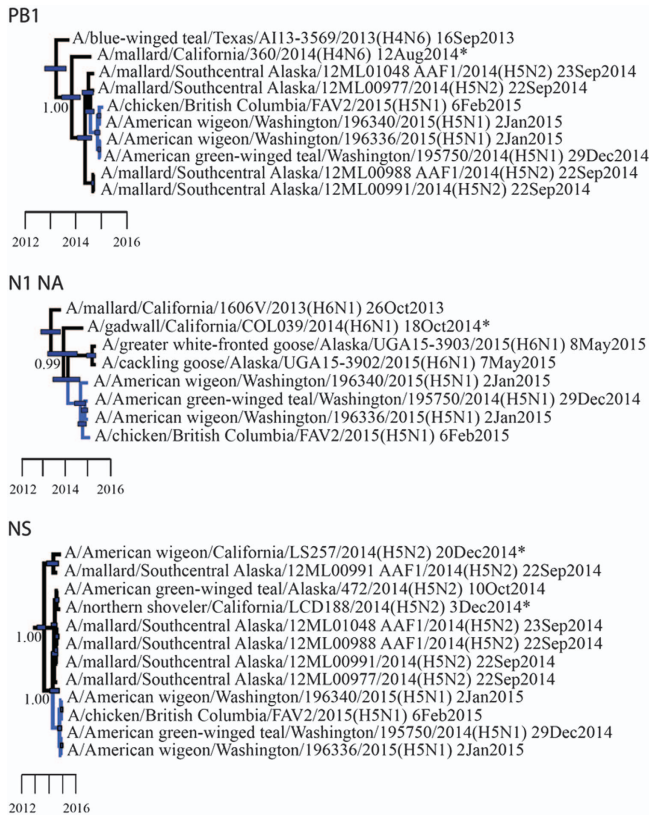 PB1
A/blue-winged teal/Texas/AI13-3569/2013(H4N6) 16Sep2013
A/mallard/California/360/2014(H4N6) 12Aug2014*
A/mallard/Southcentral Alaska/12ML01048 AAF1/2014(H5N2) 23Sep2014
A/mallard/Southcentral Alaska/12ML00977/2014(H5N2) 22Sep2014
1.00
A/chicken/British Columbia/FAV2/2015(H5N1) 6Feb2015
A/American wigeon/Washington/196340/2015(H5N1) 2Jan2015
A/American wigeon/Washington/196336/2015(H5N1) 2Jan2015
A/American green-winged teal/Washington/195750/2014(H5N1) 29Dec2014
A/mallard/Southcentral Alaska/12ML00988 AAF1/2014(H5N2) 22Sep2014
A/mallard/Southcentral Alaska/12ML00991/2014(H5N2) 22Sep2014
2012 2014 2016
N1 NA
A/mallard/California/1606V/2013(H6N1) 26Oct2013
A/gadwall/California/COL039/2014(H6N1) 18Oct2014*
A/greater white-fronted goose/Alaska/UGA15-3903/2015(H6N1) 8May2015
0.99
A/cackling goose/Alaska/UGA15-3902/2015(H6N1) 7May2015
A/American wigeon/Washington/196340/2015(H5N1) 2Jan2015
A/American green-winged teal/Washington/195750/2014(H5N1) 29Dec2014
A/American wigeon/Washington/196336/2015(H5N1) 2Jan2015
A/chicken/British Columbia/FAV2/2015(H5N1) 6Feb2015
2012 2014 2016
NS
A/American wigeon/California/LS257/2014(H5N2) 20Dec2014*
A/mallard/Southcentral Alaska/12ML00991 AAF1/2014(H5N2) 22Sep2014
A/American green-winged teal/Alaska/472/2014(H5N2) 10Oct2014
A/northern shoveler/California/LCD188/2014(H5N2) 3Dec2014*
A/mallard/Southcentral Alaska/12ML01048 AAF1/2014(H5N2) 23Sep2014
1.00
A/mallard/Southcentral Alaska/12ML00988 AAF1/2014(H5N2) 22Sep2014
A/mallard/Southcentral Alaska/12ML00991/2014(H5N2) 22Sep2014
A/mallard/Southcentral Alaska/12ML00977/2014(H5N2) 22Sep2014
1.00
A/American wigeon/Washington/196340/2015(H5N1) 2Jan2015
A/chicken/British Columbia/FAV2/2015(H5N1) 6Feb2015
A/American green-winged teal/Washington/195750/2014(H5N1) 29Dec2014
A/American wigeon/Washington/196336/2015(H5N1) 2Jan2015
2012 2016